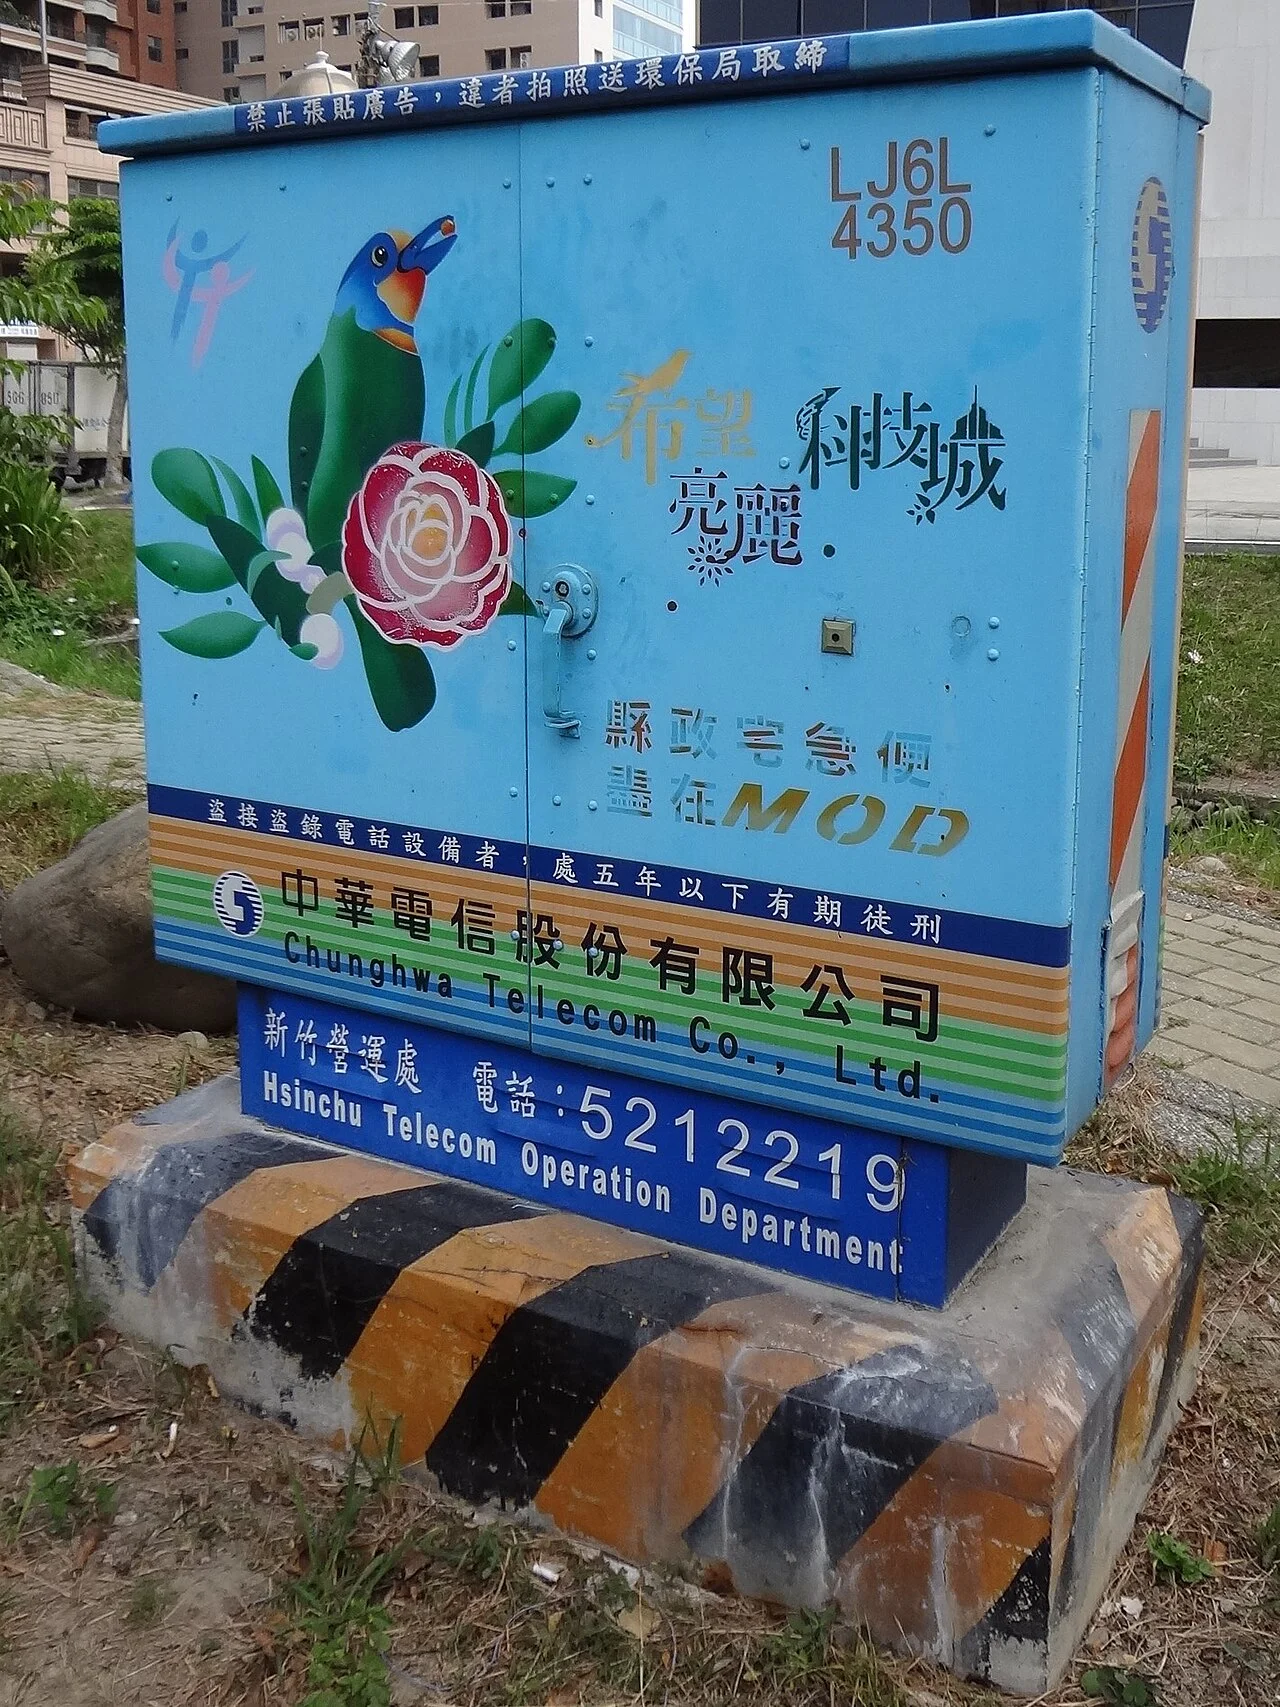 禁止張貼廣告，違者拍照送環保局取締
LJ6L
4350
希望 科技城
亮麗
縣政宅急便
盡在MOD
盜接盜錄電話設備者，處五年以下有期徒刑
中華電信股份有限公司
Chunghwa Telecom Co., Ltd.
新竹營運處 電話：5212219
Hsinchu Telecom Operation Department